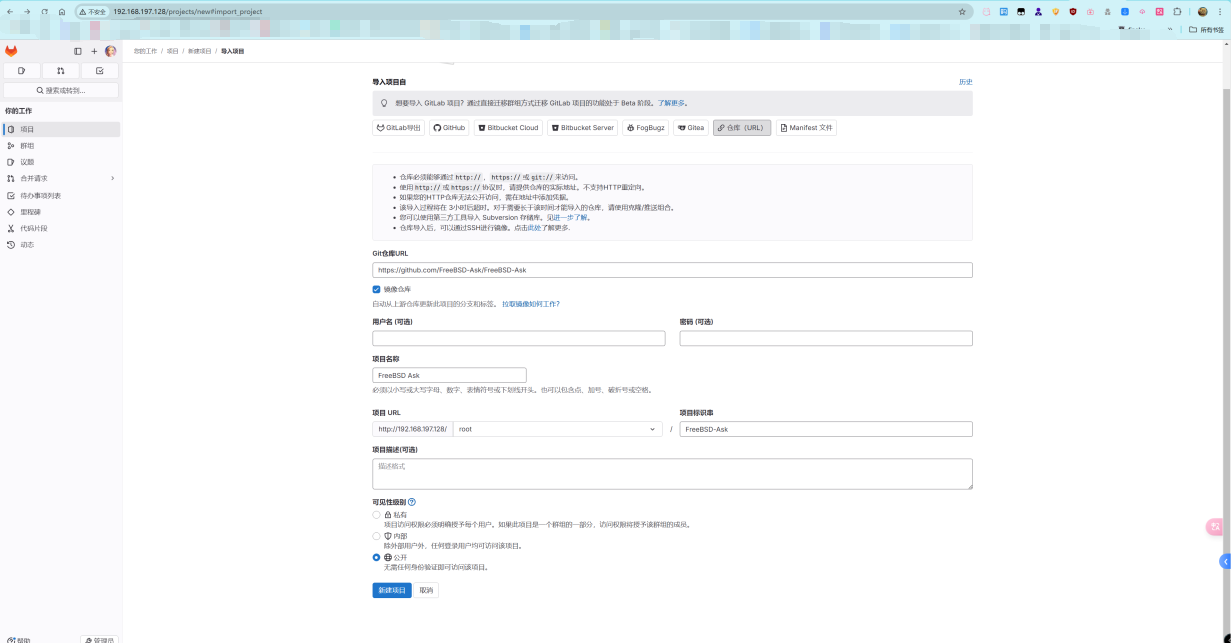 不安全 192.168.197.128/projects/new#import_project
所有书签
您的工作 / 项目 / 新建项目 / 导入项目
搜索或转到...
你的工作
项目
群组
议题
合并请求
待办事项列表
里程碑
代码片段
动态
帮助
管理员
导入项目自
历史
想要导入 GitLab 项目？通过直接迁移群组方式迁移 GitLab 项目的功能处于 Beta 阶段。了解更多。
GitLab导出 GitHub Bitbucket Cloud Bitbucket Server FogBugz Gitea 仓库（URL） Manifest 文件
仓库必须能够通过 http://， https:// 或 git:// 来访问。
使用 http:// 或 https:// 协议时，请提供仓库的实际地址。不支持HTTP重定向。
如果您的HTTP仓库无法公开访问，需在地址中添加凭据。
该导入过程将在 3小时后超时。对于需要长于该时间才能导入的仓库，请使用克隆/推送组合。
您可以使用第三方工具导入 Subversion 存储库。见进一步了解。
仓库导入后，可以通过SSH进行镜像。点击此处了解更多.
Git仓库URL
https://github.com/FreeBSD-Ask/FreeBSD-Ask
镜像仓库
自动从上游仓库更新此项目的分支和标签。 拉取镜像如何工作?
用户名 (可选)
密码 (可选)
项目名称
FreeBSD Ask
必须以小写或大写字母、数字、表情符号或下划线开头。也可以包含点、加号、破折号或空格。
项目 URL
项目标识串
http://192.168.197.128/ root / FreeBSD-Ask
项目描述(可选)
描述格式
可见性级别
私有
项目访问权限必须明确授予每个用户。如果此项目是一个群组的一部分，访问权限将授予该群组的成员。
内部
除外部用户外，任何登录用户均可访问该项目。
公开
无需任何身份验证即可访问该项目。
新建项目 取消